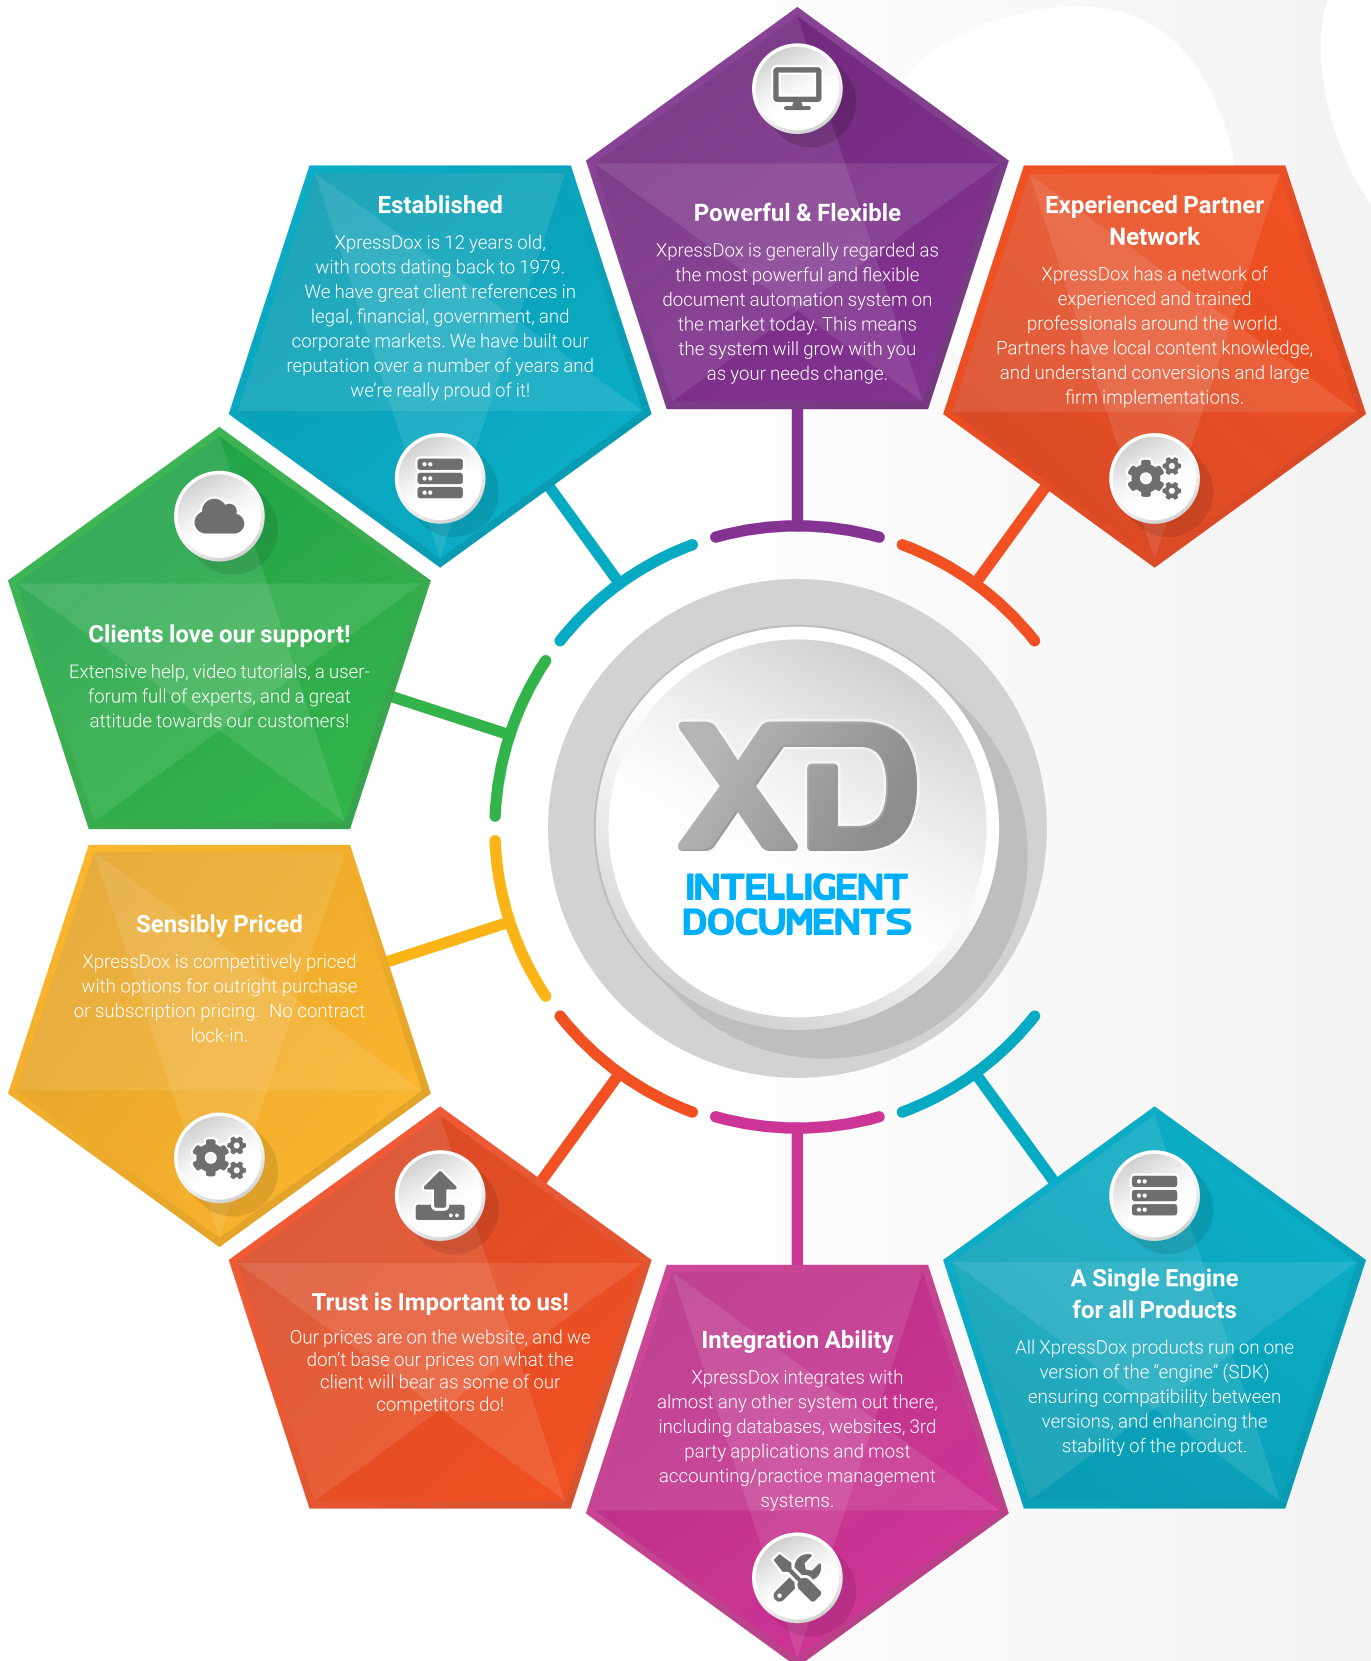 Powerful & Flexible
XpressDox is generally regarded as
the most powerful and flexible
document automation system on
the market today. This means
the system will grow with you
as your needs change.
Experienced Partner
Network
XpressDox has a network of
experienced and trained
professionals around the world.
Partners have local content knowledge,
and understand conversions and large
firm implementations.
Established
XpressDox is 12 years old,
with roots dating back to 1979.
We have great client references in
legal, financial, government, and
corporate markets. We have built our
reputation over a number of years and
we're really proud of it!
Clients love our support!
Extensive help, video tutorials, a user-
forum full of experts, and a great
attitude towards our customers!
XD
INTELLIGENT
DOCUMENTS
Sensibly Priced
XpressDox is competitively priced
with options for outright purchase
or subscription pricing.  No contract
lock-in.
Trust is Important to us!
Our prices are on the website, and we
don't base our prices on what the
client will bear as some of our
competitors do!
Integration Ability
XpressDox integrates with
almost any other system out there,
including databases, websites, 3rd
party applications and most
accounting/practice management
systems.
A Single Engine
for all Products
All XpressDox products run on one
version of the “engine” (SDK)
ensuring compatibility between
versions, and enhancing the
stability of the product.